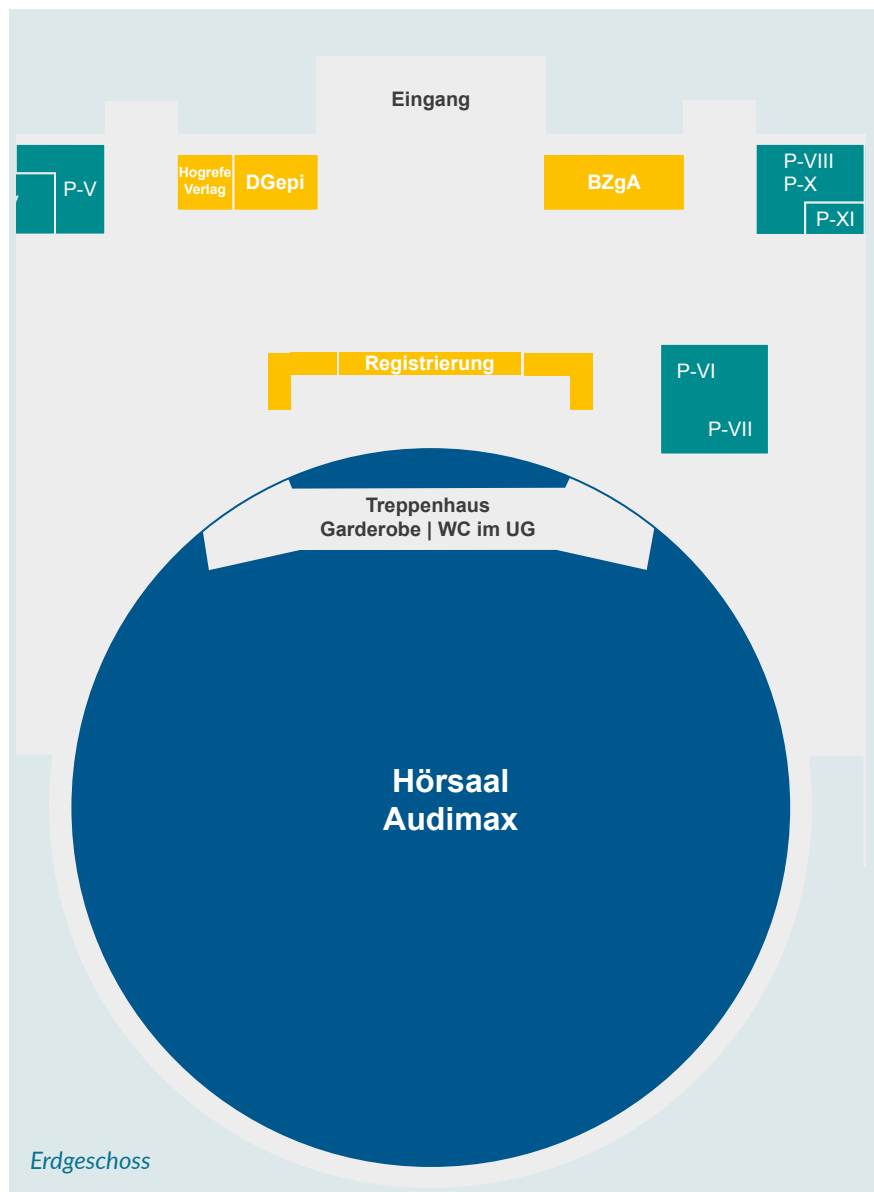 Eingang
P-V
Hogrefe
Verlag
DGepi
BZgA
P-VIII
P-X
P-XI
Registrierung
P-VI
P-VII
Treppenhaus
Garderobe | WC im UG
Hörsaal
Audimax
Erdgeschoss